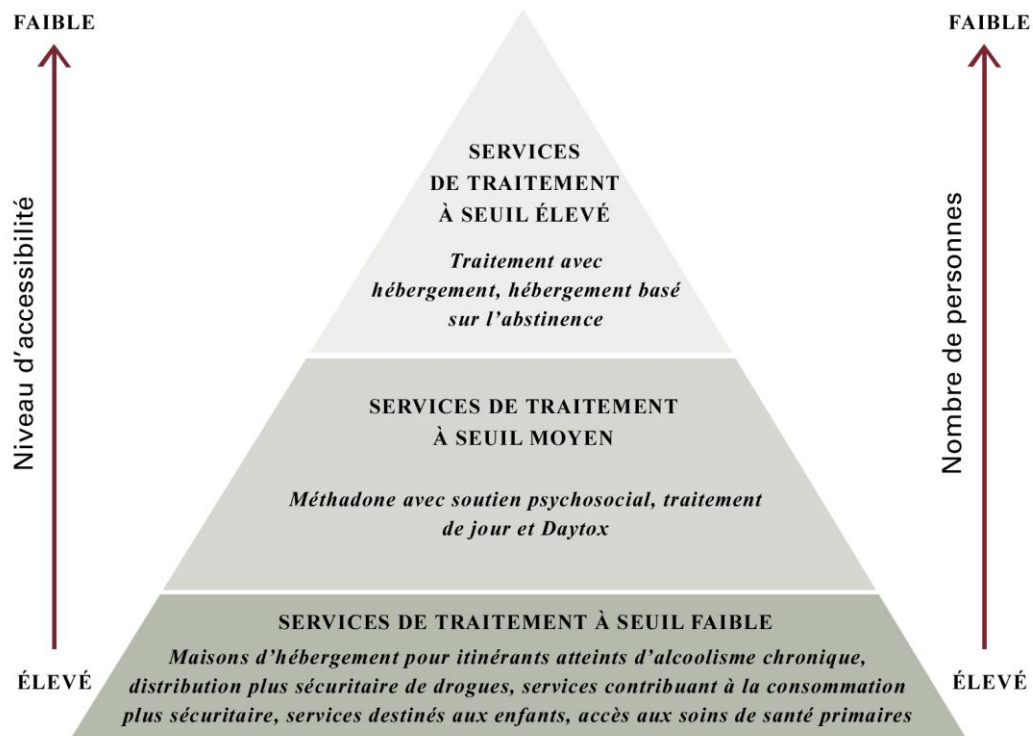 FAIBLE
FAIBLE
SERVICES
DE TRAITEMENT
À SEUIL ÉLEVÉ
Traitement avec
hébergement, hébergement basé
sur l’abstinence
Niveau d’accessibilité
Nombre de personnes
SERVICES DE TRAITEMENT
À SEUIL MOYEN
Méthadone avec soutien psychosocial, traitement
de jour et Daytox
SERVICES DE TRAITEMENT À SEUIL FAIBLE
Maisons d’hébergement pour itinérants atteints d’alcoolisme chronique,
distribution plus sécuritaire de drogues, services contribuant à la consommation
plus sécuritaire, services destinés aux enfants, accès aux soins de santé primaires
ÉLEVÉ
ÉLEVÉ